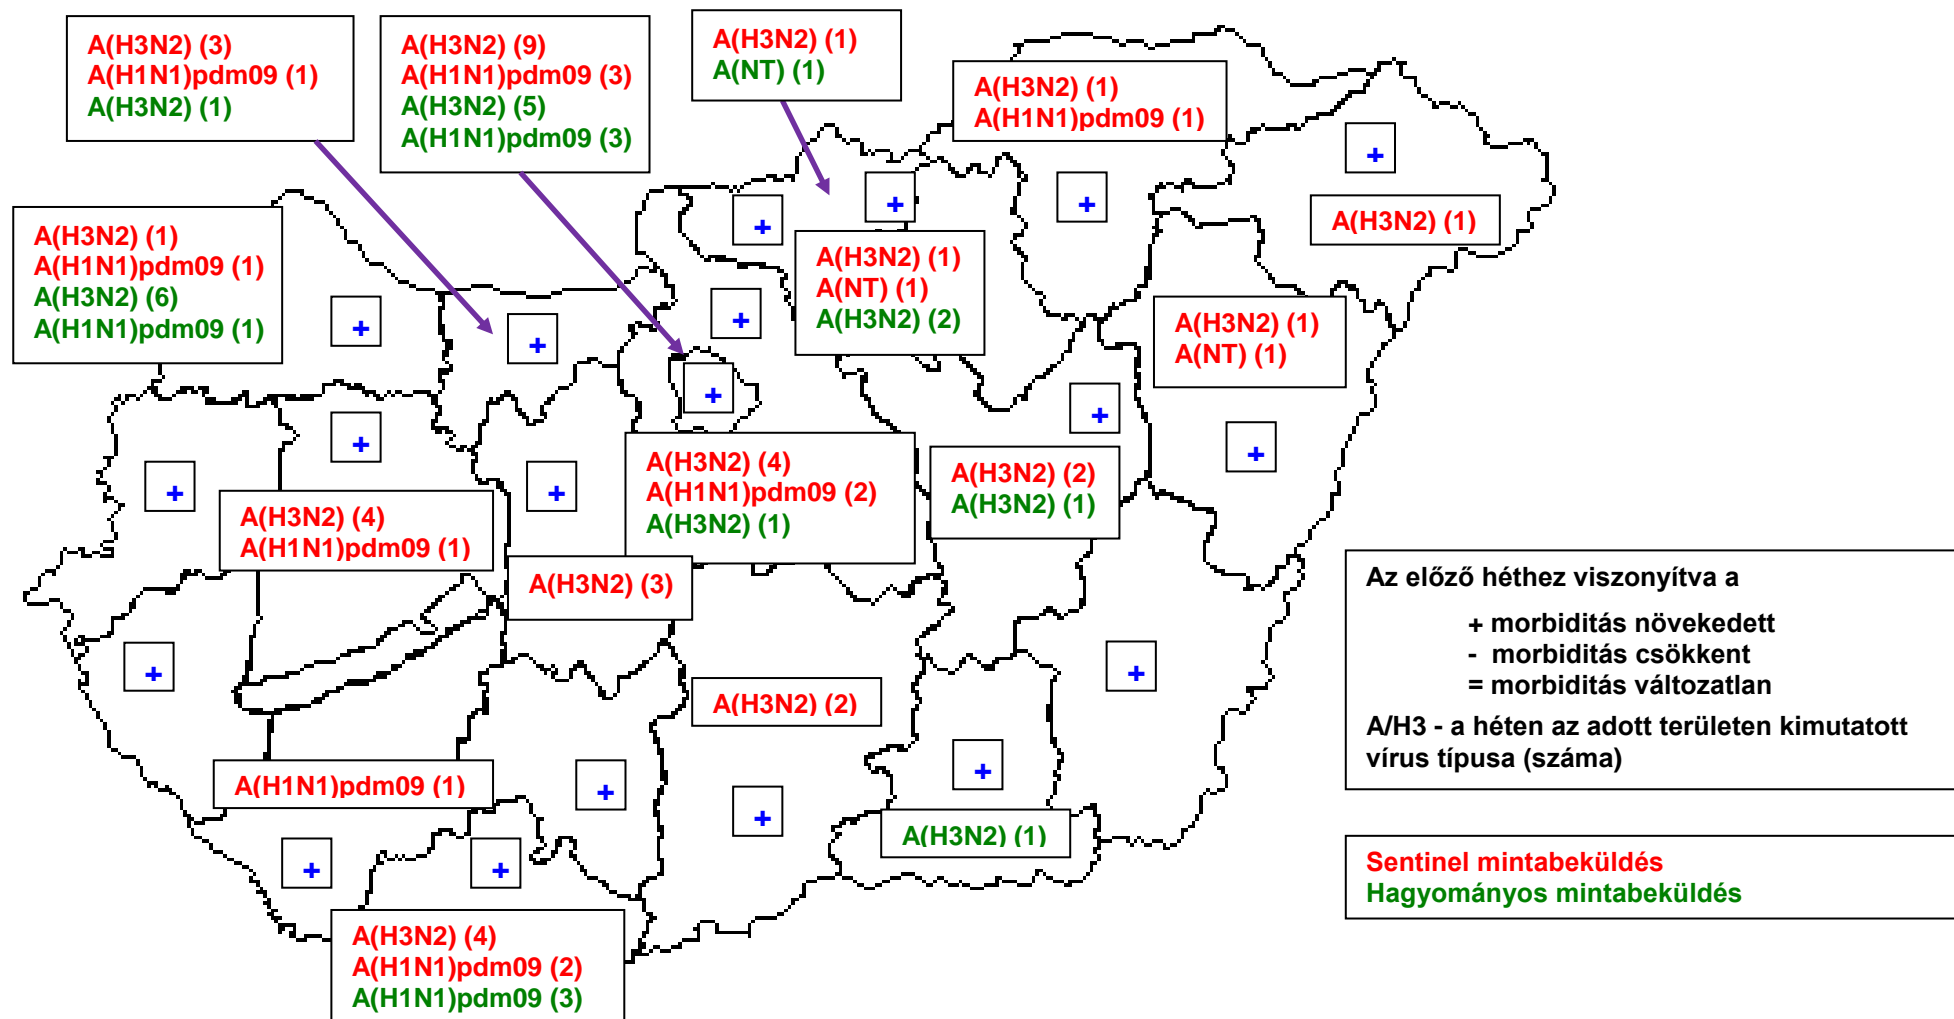 A(H3N2) (3)
A(H1N1)pdm09 (1)
A(H3N2) (1)
A(H3N2) (9)
A(H1N1)pdm09 (3)
A(H3N2) (5)
A(H1N1)pdm09 (3)
A(H3N2) (1)
A(NT) (1)
A(H3N2) (1)
A(H1N1)pdm09 (1)
+
A(H3N2) (1)
+
+
+
A(H3N2) (1)
A(H1N1)pdm09 (1)
A(H3N2) (6)
A(H1N1)pdm09 (1)
+
+
+
A(H3N2) (1)
A(NT) (1)
A(H3N2) (2)
A(H3N2) (1)
A(NT) (1)
+
+
+
+
+
+
A(H3N2) (4)
A(H1N1)pdm09 (1)
A(H3N2) (4)
A(H1N1)pdm09 (2)
A(H3N2) (1)
A(H3N2) (2)
A(H3N2) (1)
A(H3N2) (3)
+
+
A(H3N2) (2)
A(H1N1)pdm09 (1)
+
+
+
A(H3N2) (1)
+
+
A(H3N2) (4)
A(H1N1)pdm09 (2)
A(H1N1)pdm09 (3)
Az előző héthez viszonyítva a
+ morbiditás növekedett
- morbiditás csökkent
= morbiditás változatlan
A/H3 - a héten az adott területen kimutatott
vírus típusa (száma)
Sentinel mintabeküldés
Hagyományos mintabeküldés